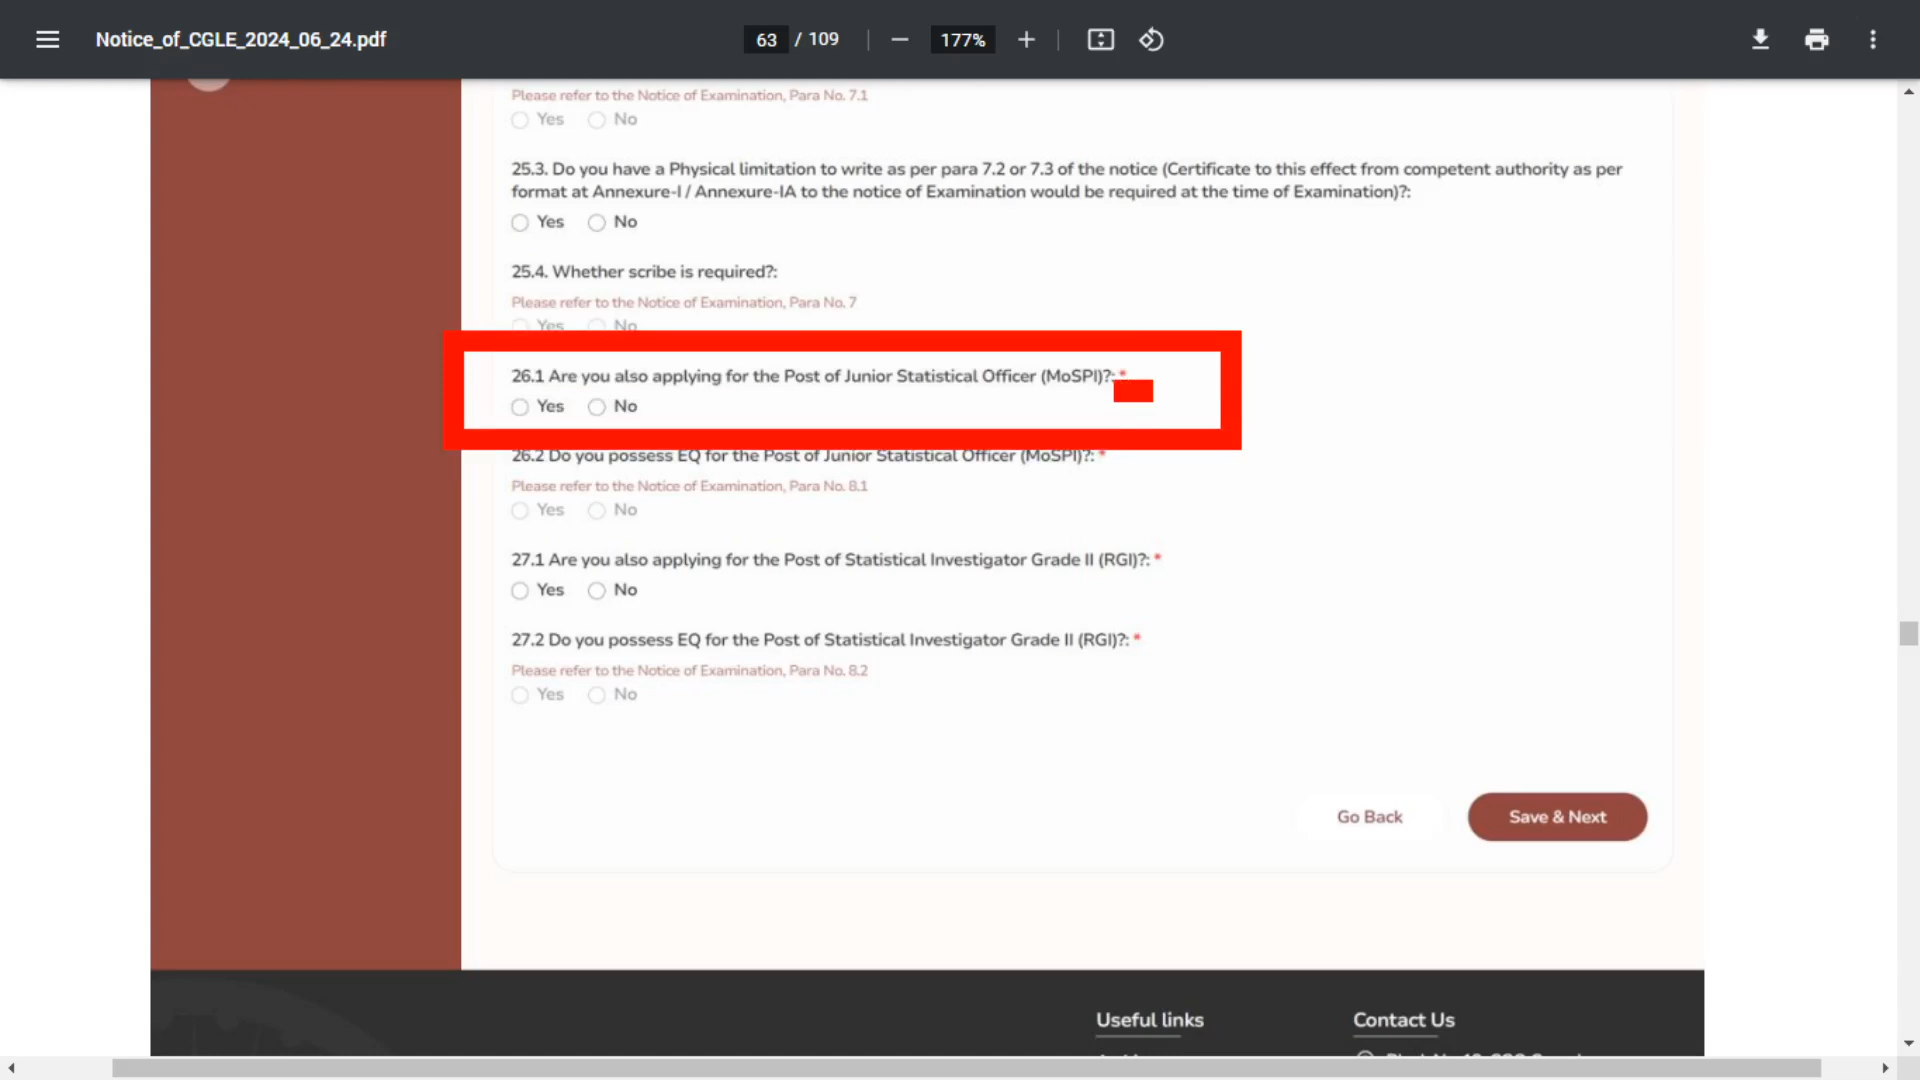 Notice_of_CGLE_2024_06_24.pdf
63 / 109
177%
Please refer to the Notice of Examination, Para No. 7.1
Yes No
25.3. Do you have a Physical limitation to write as per para 7.2 or 7.3 of the notice (Certificate to this effect from competent authority as per
format at Annexure-I / Annexure-IA to the notice of Examination would be required at the time of Examination)?:
Yes No
25.4. Whether scribe is required?:
Please refer to the Notice of Examination, Para No. 7
Yes No
26.1 Are you also applying for the Post of Junior Statistical Officer (MoSPI)?: *
Yes No
26.2 Do you possess EQ for the Post of Junior Statistical Officer (MoSPI)?: *
Please refer to the Notice of Examination, Para No. 8.1
Yes No
27.1 Are you also applying for the Post of Statistical Investigator Grade II (RGI)?: *
Yes No
27.2 Do you possess EQ for the Post of Statistical Investigator Grade II (RGI)?: *
Please refer to the Notice of Examination, Para No. 8.2
Yes No
Go Back
Save & Next
Useful links
Contact Us